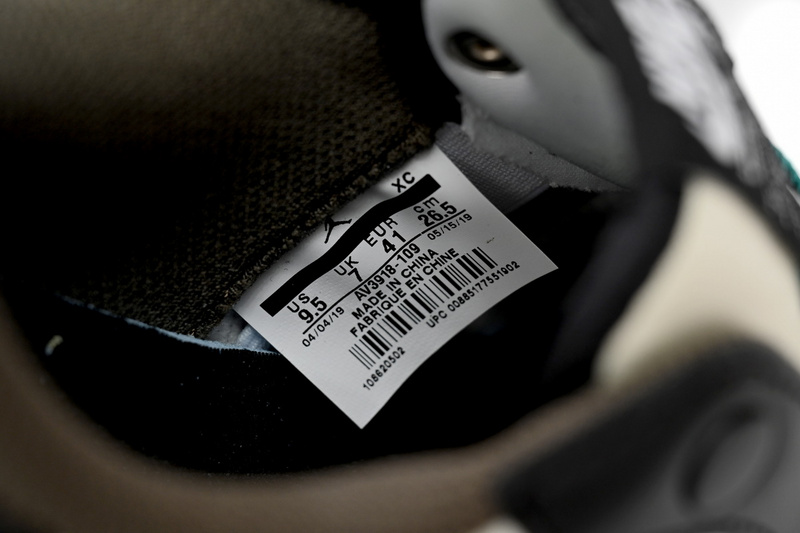 XC
US UK EUR cm
9.5 7 41 26.5
04/04/19 AV3918-109 05/15/19
MADE IN CHINA
FABRIQUE EN CHINE
108620502 UPC 00885177551902